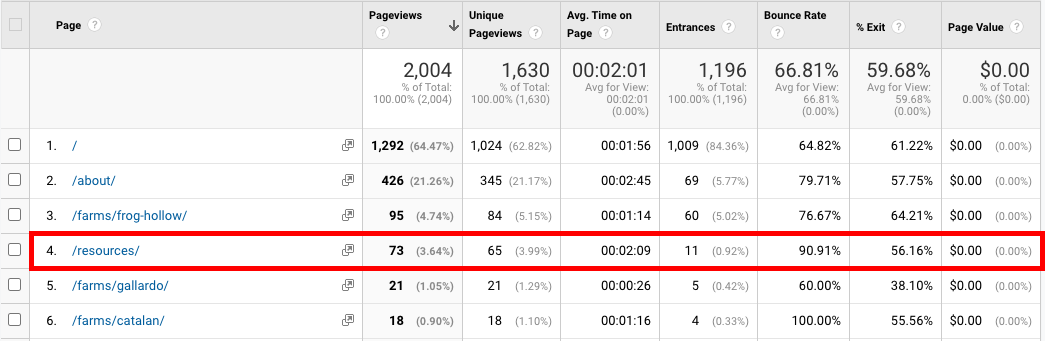 Page ? Pageviews ? Unique Pageviews ? Avg. Time on Page ? Entrances ? Bounce Rate ? % Exit ? Page Value ?
2,004 1,630 00:02:01 1,196 66.81% 59.68% $0.00
% of Total: 100.00% (2,004) % of Total: 100.00% (1,630) Avg for View: 00:02:01 (0.00%) % of Total: 100.00% (1,196) Avg for View: 66.81% (0.00%) Avg for View: 59.68% (0.00%) % of Total: 0.00% ($0.00)
1. / 1,292 (64.47%) 1,024 (62.82%) 00:01:56 1,009 (84.36%) 64.82% 61.22% $0.00 (0.00%)
2. /about/ 426 (21.26%) 345 (21.17%) 00:02:45 69 (5.77%) 79.71% 57.75% $0.00 (0.00%)
3. /farms/frog-hollow/ 95 (4.74%) 84 (5.15%) 00:01:14 60 (5.02%) 76.67% 64.21% $0.00 (0.00%)
4. /resources/ 73 (3.64%) 65 (3.99%) 00:02:09 11 (0.92%) 90.91% 56.16% $0.00 (0.00%)
5. /farms/gallardo/ 21 (1.05%) 21 (1.29%) 00:00:26 5 (0.42%) 60.00% 38.10% $0.00 (0.00%)
6. /farms/catalan/ 18 (0.90%) 18 (1.10%) 00:01:16 4 (0.33%) 100.00% 55.56% $0.00 (0.00%)